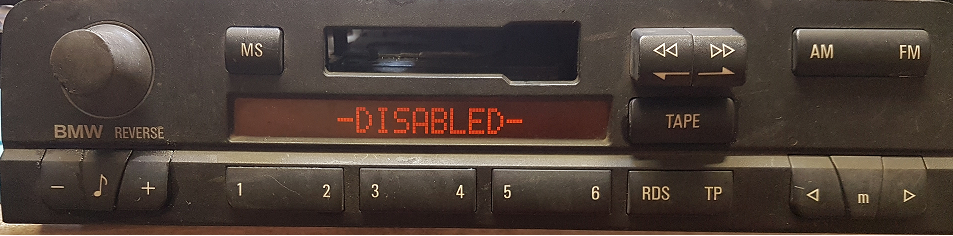 MS
AM FM
-DISABLED-
BMW REVERSE
TAPE
- +
1 2 3 4 5 6 RDS TP m